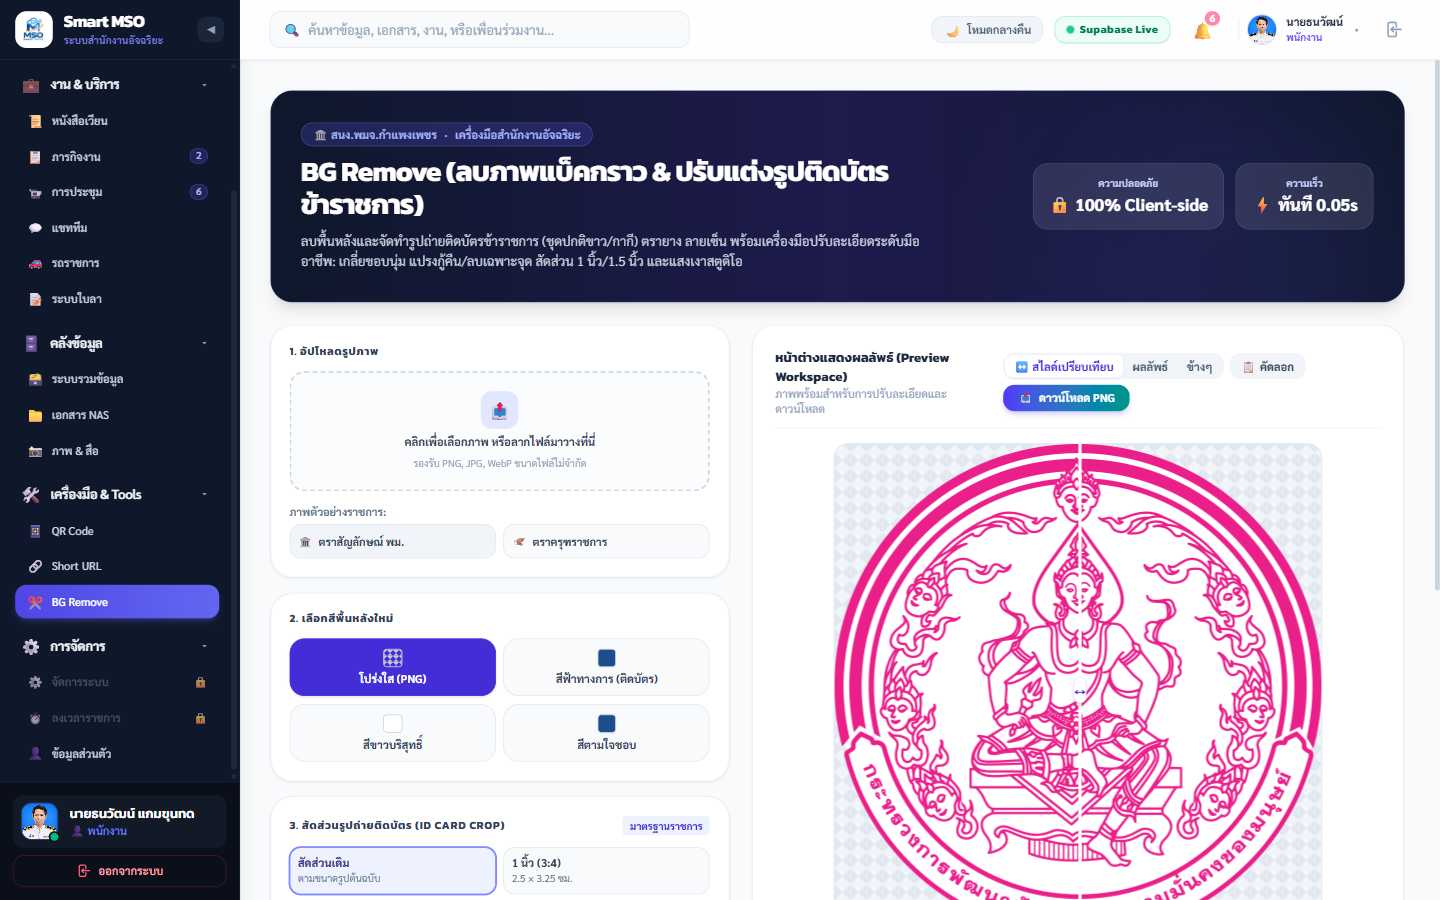 MSO
Smart MSO
ระบบสำนักงานอัจฉริยะ
ค้นหาข้อมูล, เอกสาร, งาน, หรือเพื่อนร่วมงาน...
โหมดกลางคืน
Supabase Live
6
นายธนวัฒน์
พนักงาน
งาน & บริการ
หนังสือเวียน
ภารกิจงาน
2
การประชุม
6
แชททีม
รถราชการ
ระบบใบลา
คลังข้อมูล
ระบบรวมข้อมูล
เอกสาร NAS
ภาพ & สื่อ
เครื่องมือ & Tools
QR Code
Short URL
BG Remove
การจัดการ
จัดการระบบ
ลงเวลาราชการ
ข้อมูลส่วนตัว
นายธนวัฒน์ แกมขุนทด
พนักงาน
ออกจากระบบ
สนง.พมจ.กำแพงเพชร · เครื่องมือสำนักงานอัจฉริยะ
BG Remove (ลบภาพแบ็คกราว & ปรับแต่งรูปติดบัตร
ข้าราชการ)
ลบพื้นหลังและจัดทำรูปถ่ายติดบัตรข้าราชการ (ชุดปกติขาว/กากี) ตรายาง ลายเซ็น พร้อมเครื่องมือปรับละเอียดระดับมือ
อาชีพ: เกลี่ยขอบนุ่ม แปรงกู้คืน/ลบเฉพาะจุด สัดส่วน 1 นิ้ว/1.5 นิ้ว และแสงเงาสตูดิโอ
ความปลอดภัย
100% Client-side
ความเร็ว
ทันที 0.05s
1. อัปโหลดรูปภาพ
คลิกเพื่อเลือกภาพ หรือลากไฟล์มาวางที่นี่
รองรับ PNG, JPG, WebP ขนาดไฟล์ไม่จำกัด
ภาพตัวอย่างราชการ:
ตราสัญลักษณ์ พม.
ตราครุฑราชการ
2. เลือกสีพื้นหลังใหม่
โปร่งใส (PNG)
สีฟ้าทางการ (ติดบัตร)
สีขาวบริสุทธิ์
สีตามใจชอบ
3. สัดส่วนรูปถ่ายติดบัตร (ID CARD CROP)
มาตรฐานราชการ
สัดส่วนเดิม
ตามขนาดรูปต้นฉบับ
1 นิ้ว (3:4)
2.5 x 3.25 ซม.
หน้าต่างแสดงผลลัพธ์ (Preview
Workspace)
ภาพพร้อมสำหรับการปรับละเอียดและ
ดาวน์โหลด
สไลด์เปรียบเทียบ
ผลลัพธ์
ข้างๆ
คัดลอก
ดาวน์โหลด PNG
กระทรวงการพัฒน
มั่นคงของมนุษย์